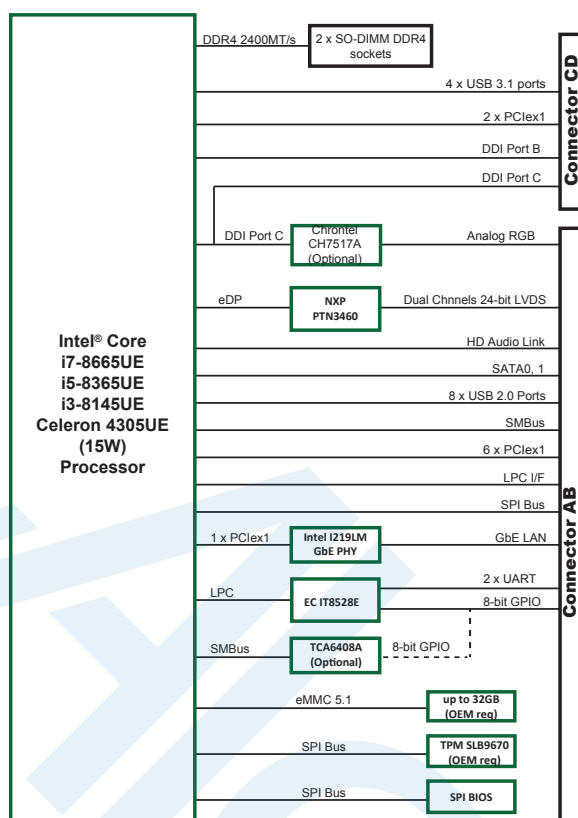 DDR4 2400MT/s
2 x SO-DIMM DDR4
sockets
4 x USB 3.1 ports
2 x PCIex1
DDI Port B
DDI Port C
Connector CD
DDI Port C
Chrontel
CH7517A
(Optional)
Analog RGB
eDP
NXP
PTN3460
Dual Chnnels 24-bit LVDS
Intel® Core
i7-8665UE
i5-8365UE
i3-8145UE
Celeron 4305UE
(15W)
Processor
HD Audio Link
SATA0, 1
8 x USB 2.0 Ports
SMBus
6 x PCIex1
LPC I/F
SPI Bus
Connector AB
1 x PCIex1
Intel I219LM
GbE PHY
GbE LAN
LPC
EC IT8528E
2 x UART
8-bit GPIO
SMBus
TCA6408A
(Optional)
8-bit GPIO
eMMC 5.1
up to 32GB
(OEM req)
SPI Bus
TPM SLB9670
(OEM req)
SPI Bus
SPI BIOS